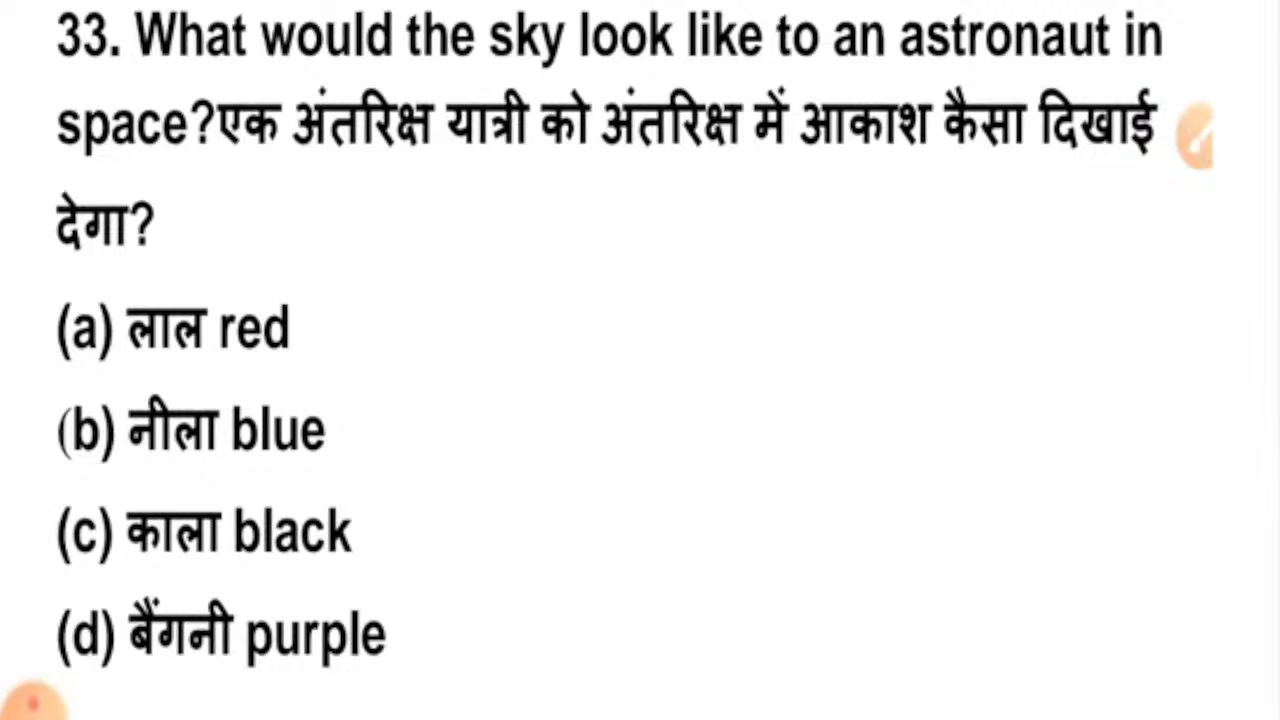 33. What would the sky look like to an astronaut in
space?एक अंतरिक्ष यात्री को अंतरिक्ष में आकाश कैसा दिखाई
देगा?
(a) लाल red
(b) नीला blue
(c) काला black
(d) बैंगनी purple